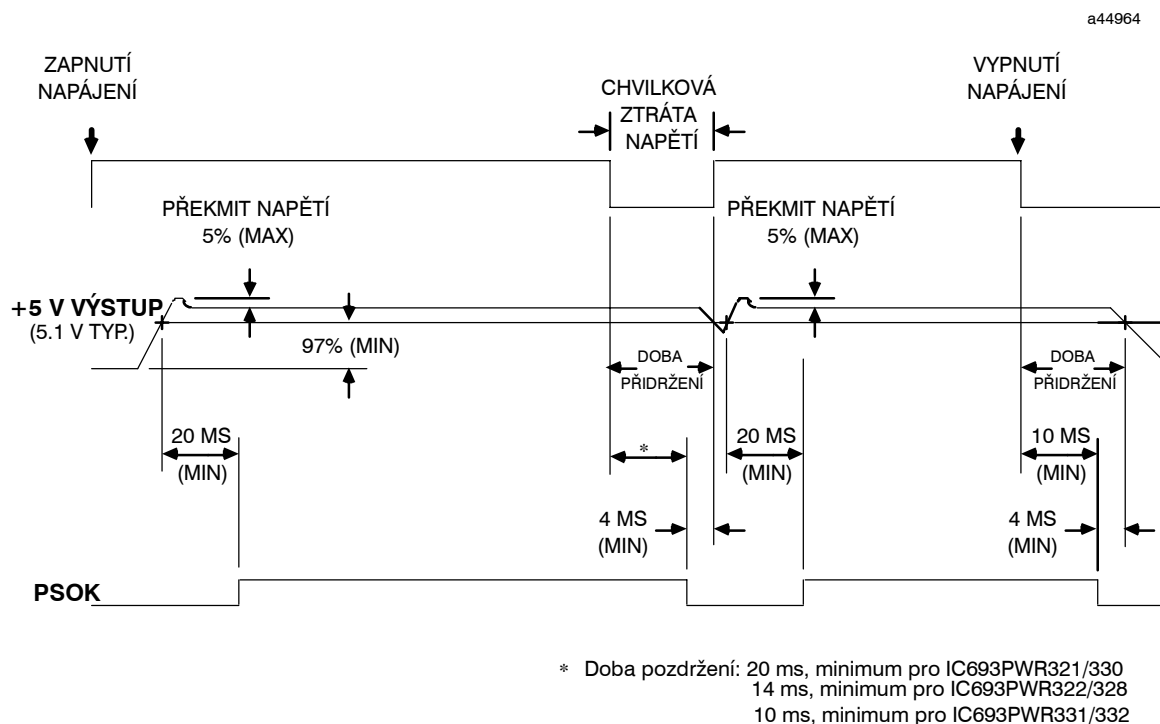 a44964
ZAPNUTÍ
NAPÁJENÍ
CHVILKOVÁ
ZTRÁTA
NAPĚTÍ
VYPNUTÍ
NAPÁJENÍ
PŘEKMIT NAPĚTÍ
5% (MAX)
PŘEKMIT NAPĚTÍ
5% (MAX)
+5 V VÝSTUP
(5.1 V TYP.)
97% (MIN)
DOBA
PŘIDRŽENÍ
DOBA
PŘIDRŽENÍ
20 MS
(MIN)
*
20 MS
(MIN)
10 MS
(MIN)
4 MS
(MIN)
4 MS
(MIN)
PSOK
* Doba pozdržení: 20 ms, minimum pro IC693PWR321/330
14 ms, minimum pro IC693PWR322/328
10 ms, minimum pro IC693PWR331/332